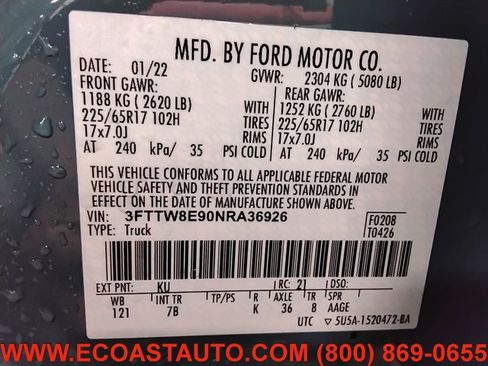 MFD. BY FORD MOTOR CO.
DATE: 01/22 GVWR: 2304 KG (5080 LB)
FRONT GAWR: REAR GAWR:
1188 KG (2620 LB) WITH 1252 KG (2760 LB) WITH
225/65R17 102H TIRES 225/65R17 102H TIRES
17x7.0J RIMS 17x7.0J RIMS
AT 240 kPa/ 35 PSI COLD AT 240 kPa/ 35 PSI COLD
THIS VEHICLE CONFORMS TO ALL APPLICABLE FEDERAL MOTOR
VEHICLE SAFETY AND THEFT PREVENTION STANDARDS IN EFFECT
ON THE DATE OF MANUFACTURE SHOWN ABOVE.
VIN: 3FTTW8E90NRA36926 F0208
TYPE: Truck T0426
EXT PNT: KU RC: 21 DSO:
WB INT TR TP/PS R AXLE TR SPR
121 7B K 36 8 AAGE
UTC 5U5A-1520472-BA
WWW.ECOASTAUTO.COM (800) 869-0655